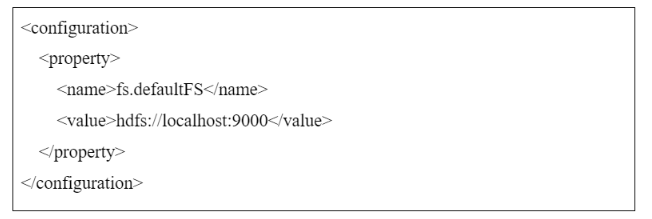 <configuration>
<property>
<name>fs.defaultFS</name>
<value>hdfs://localhost:9000</value>
</property>
</configuration>